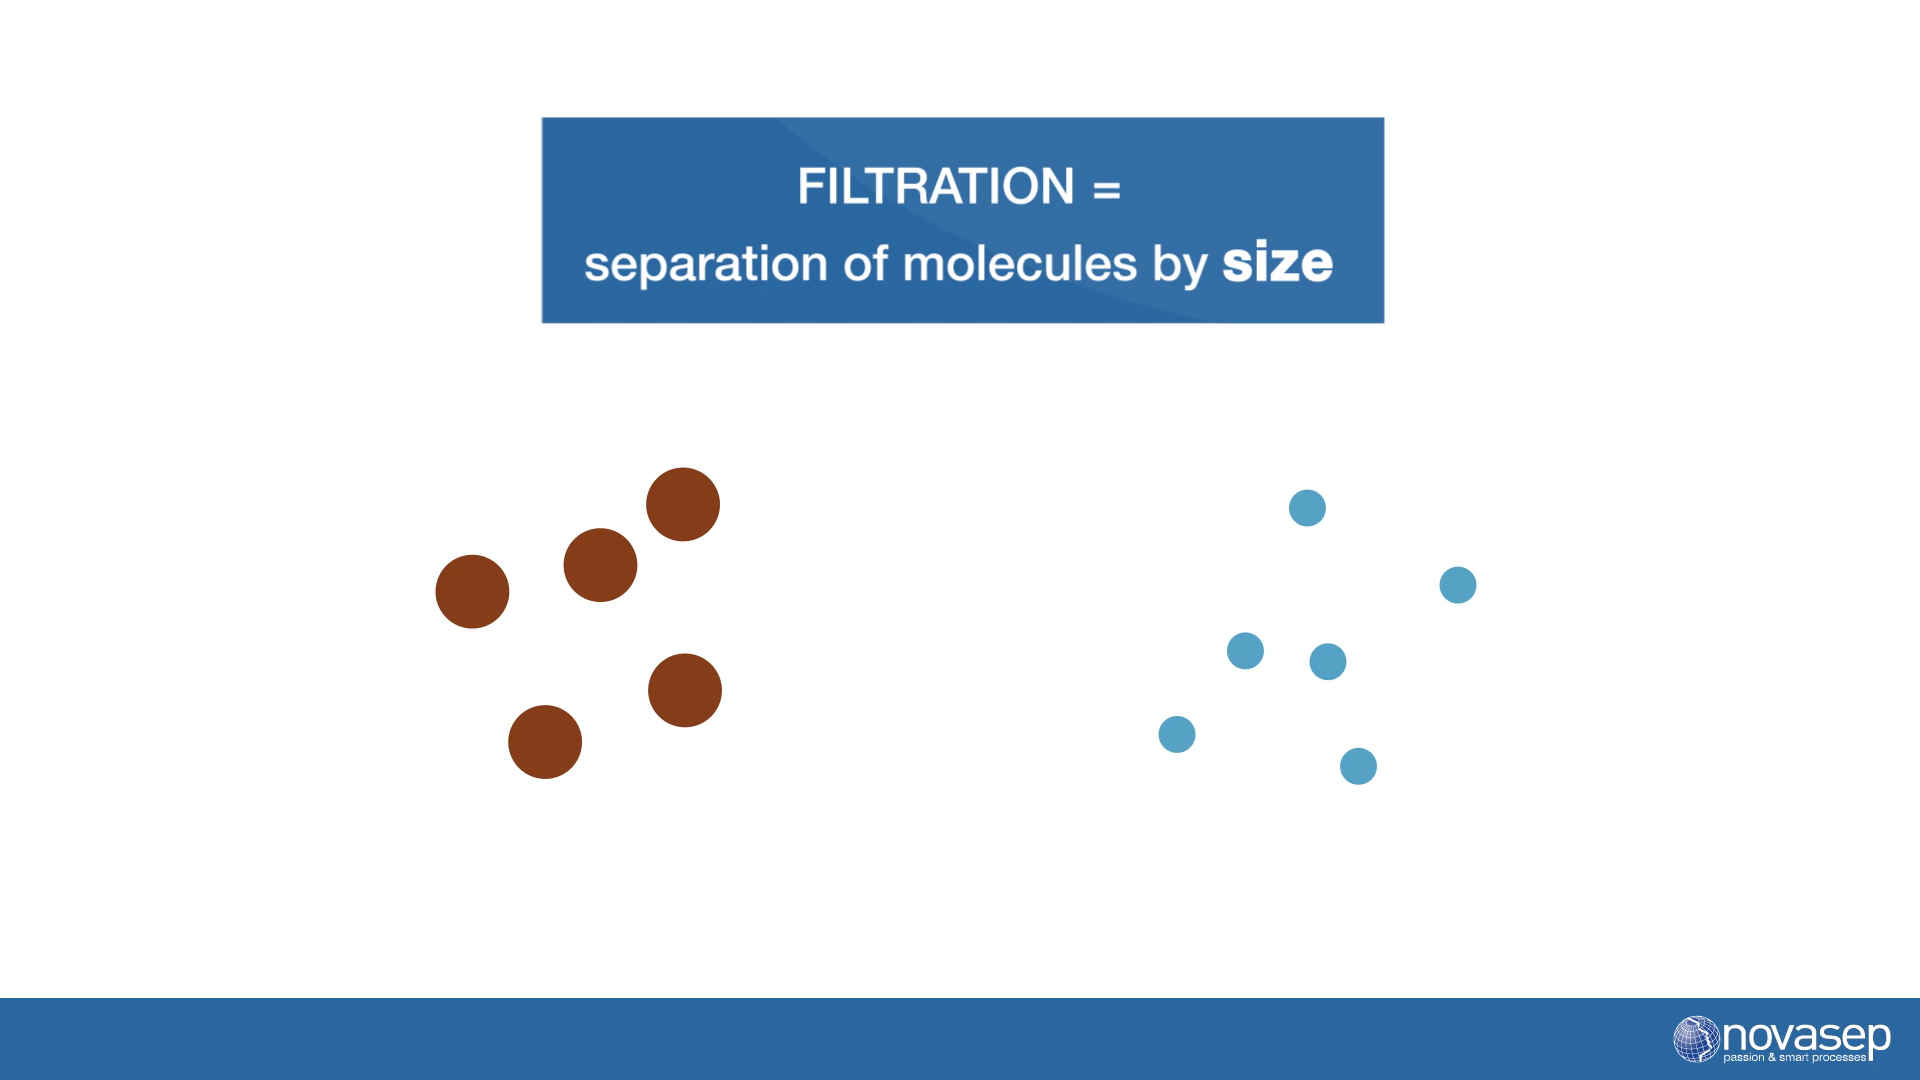 FILTRATION =
separation of molecules by size
novasep
passion & smart processes